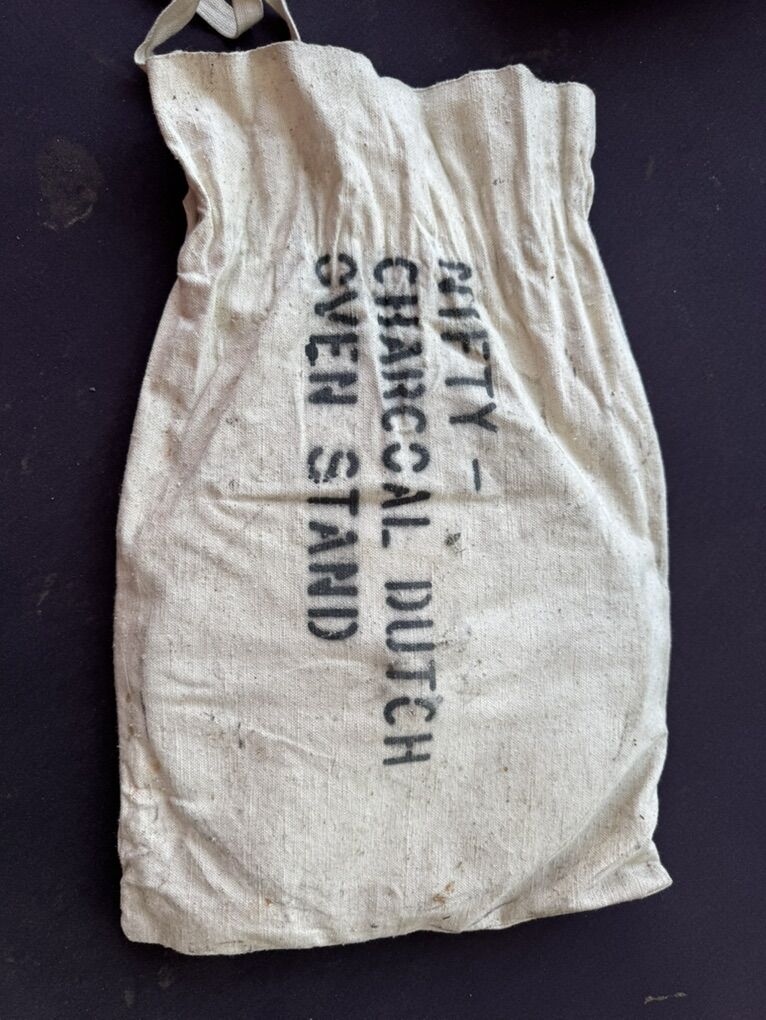 NIFTY –
CHARCOAL DUTCH
OVEN STAND